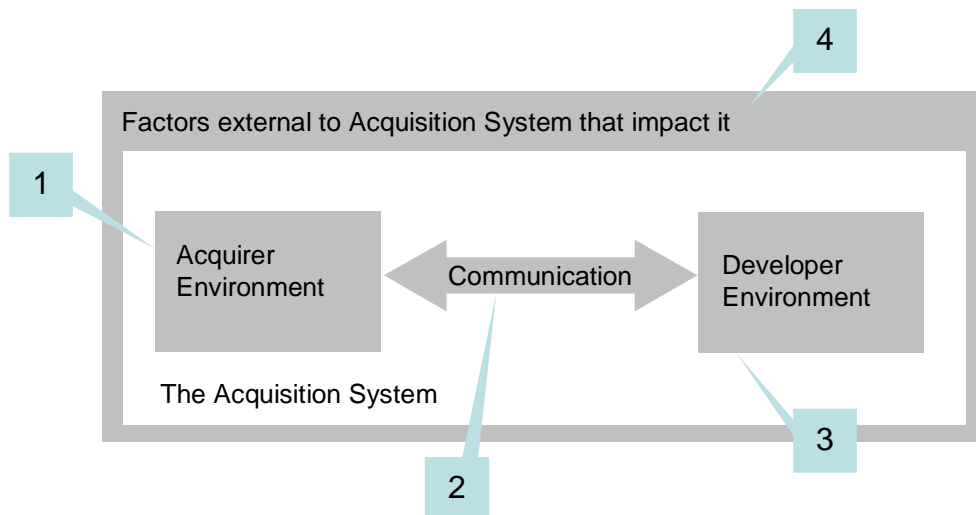 4
Factors external to Acquisition System that impact it
1
Acquirer
Environment
Communication
Developer
Environment
The Acquisition System
3
2